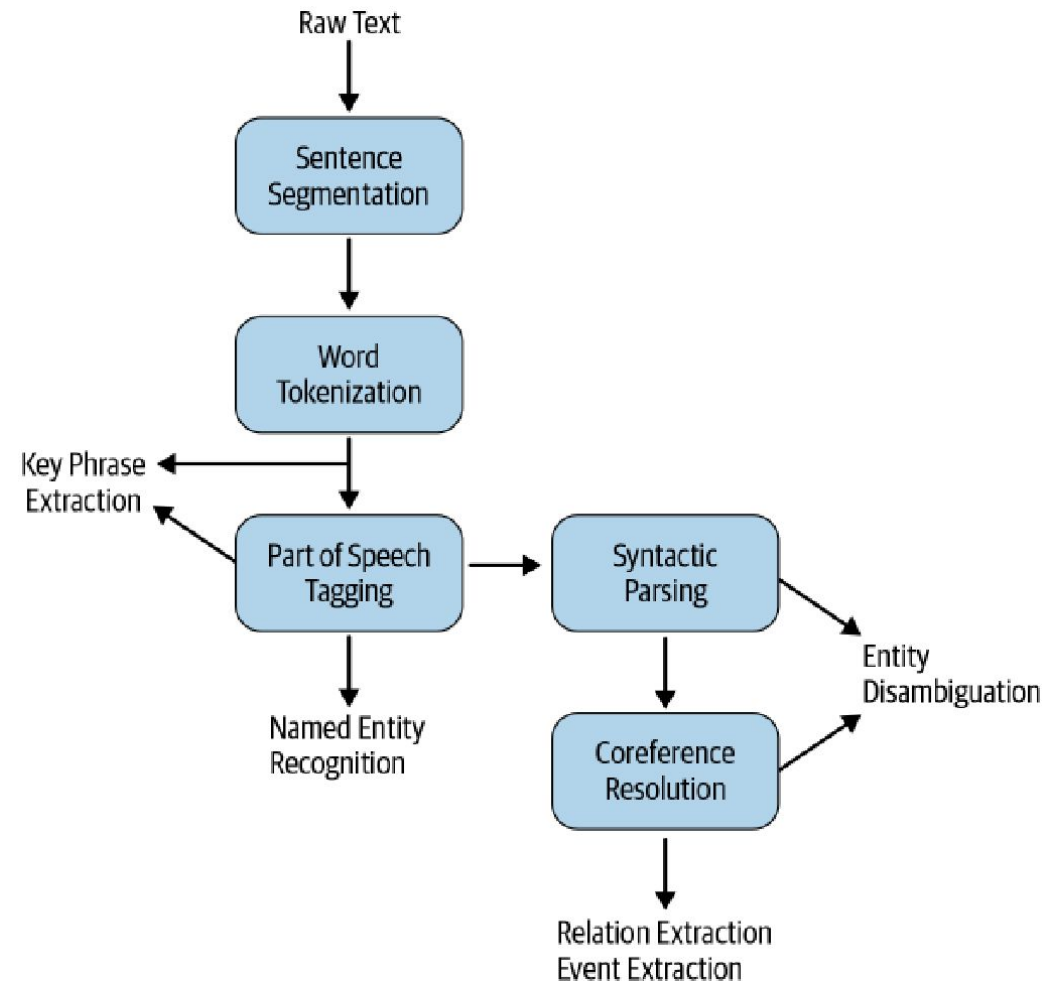 Raw Text
Sentence
Segmentation
Word
Tokenization
Key Phrase
Extraction
Part of Speech
Tagging
Syntactic
Parsing
Entity
Disambiguation
Named Entity
Recognition
Coreference
Resolution
Relation Extraction
Event Extraction